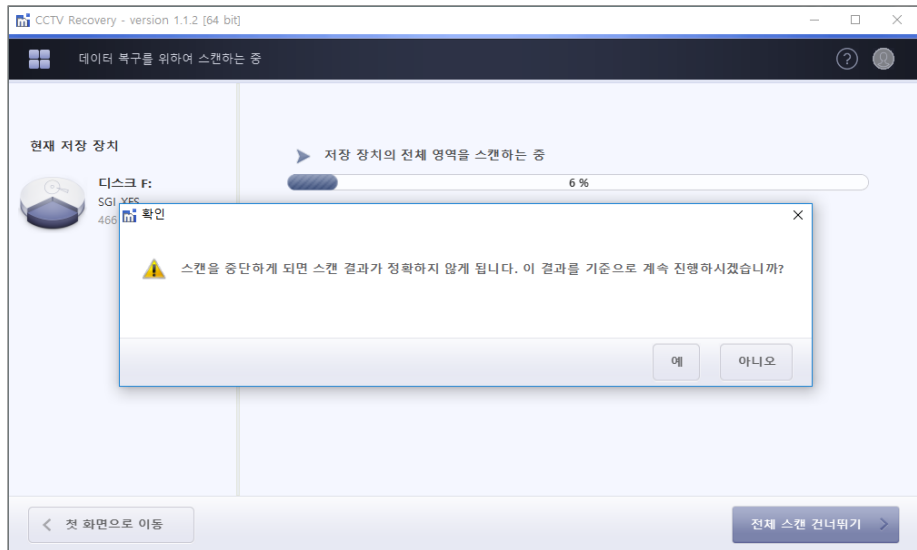 CCTV Recovery - version 1.1.2 [64 bit]
데이터 복구를 위하여 스캔하는 중
현재 저장 장치
저장 장치의 전체 영역을 스캔하는 중
디스크 F:
6 %
SGI XFS
466
확인
스캔을 중단하게 되면 스캔 결과가 정확하지 않게 됩니다. 이 결과를 기준으로 계속 진행하시겠습니까?
예
아니오
첫 화면으로 이동
전체 스캔 건너뛰기